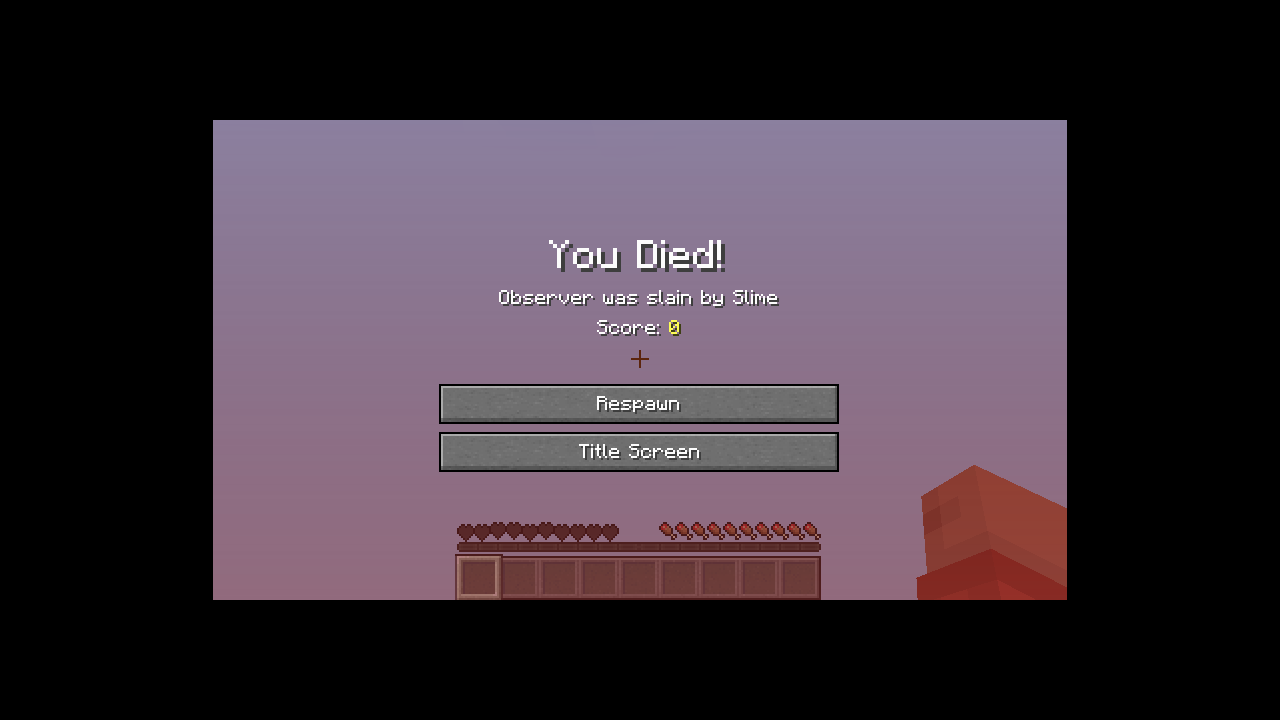 You Died!
Observer was slain by Slime
Score: 0
Respawn
Title Screen